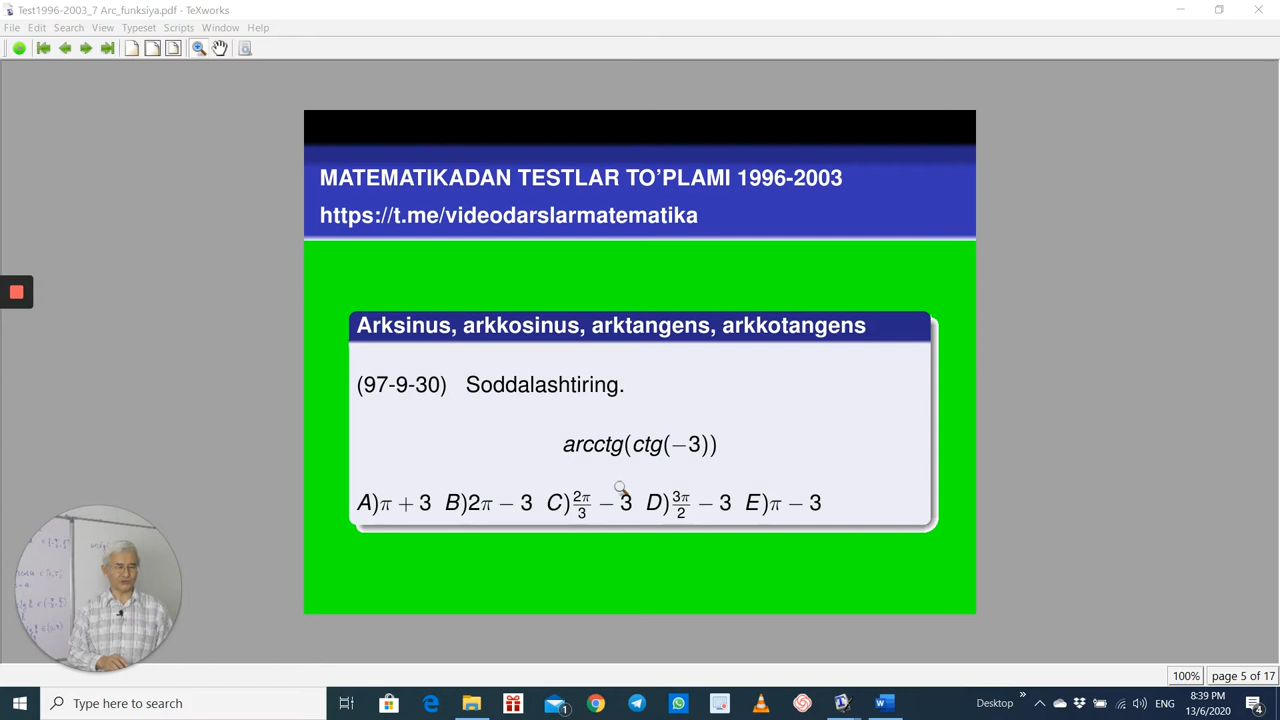 Test1996-2003_7 Arc_funksiya.pdf - TeXworks
File Edit Search View Typeset Scripts Window Help
MATEMATIKADAN TESTLAR TO’PLAMI 1996-2003
https://t.me/videodarslarmatematika
Arksinus, arkkosinus, arktangens, arkkotangens
(97-9-30) Soddalashtiring.
arcctg(ctg(−3))
A)π + 3 B)2π − 3 C)2π/3 − 3 D)3π/2 − 3 E)π − 3
100% page 5 of 17
Type here to search
1
Desktop
»
ENG
8:39 PM
13/6/2020
4